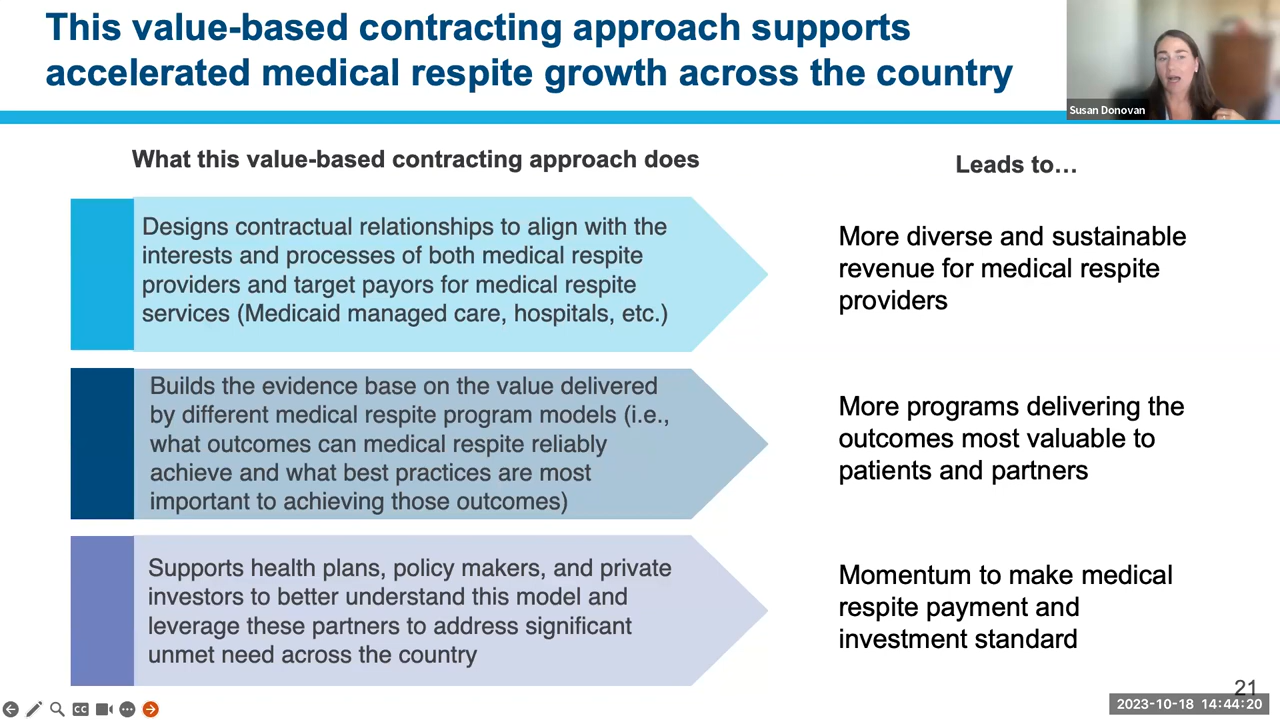 This value-based contracting approach supports
accelerated medical respite growth across the country
Susan Donovan
What this value-based contracting approach does
Leads to…
Designs contractual relationships to align with the
interests and processes of both medical respite
providers and target payors for medical respite
services (Medicaid managed care, hospitals, etc.)
More diverse and sustainable
revenue for medical respite
providers
Builds the evidence base on the value delivered
by different medical respite program models (i.e.,
what outcomes can medical respite reliably
achieve and what best practices are most
important to achieving those outcomes)
More programs delivering the
outcomes most valuable to
patients and partners
Supports health plans, policy makers, and private
investors to better understand this model and
leverage these partners to address significant
unmet need across the country
Momentum to make medical
respite payment and
investment standard
21
CC
2023-10-18 14:44:20